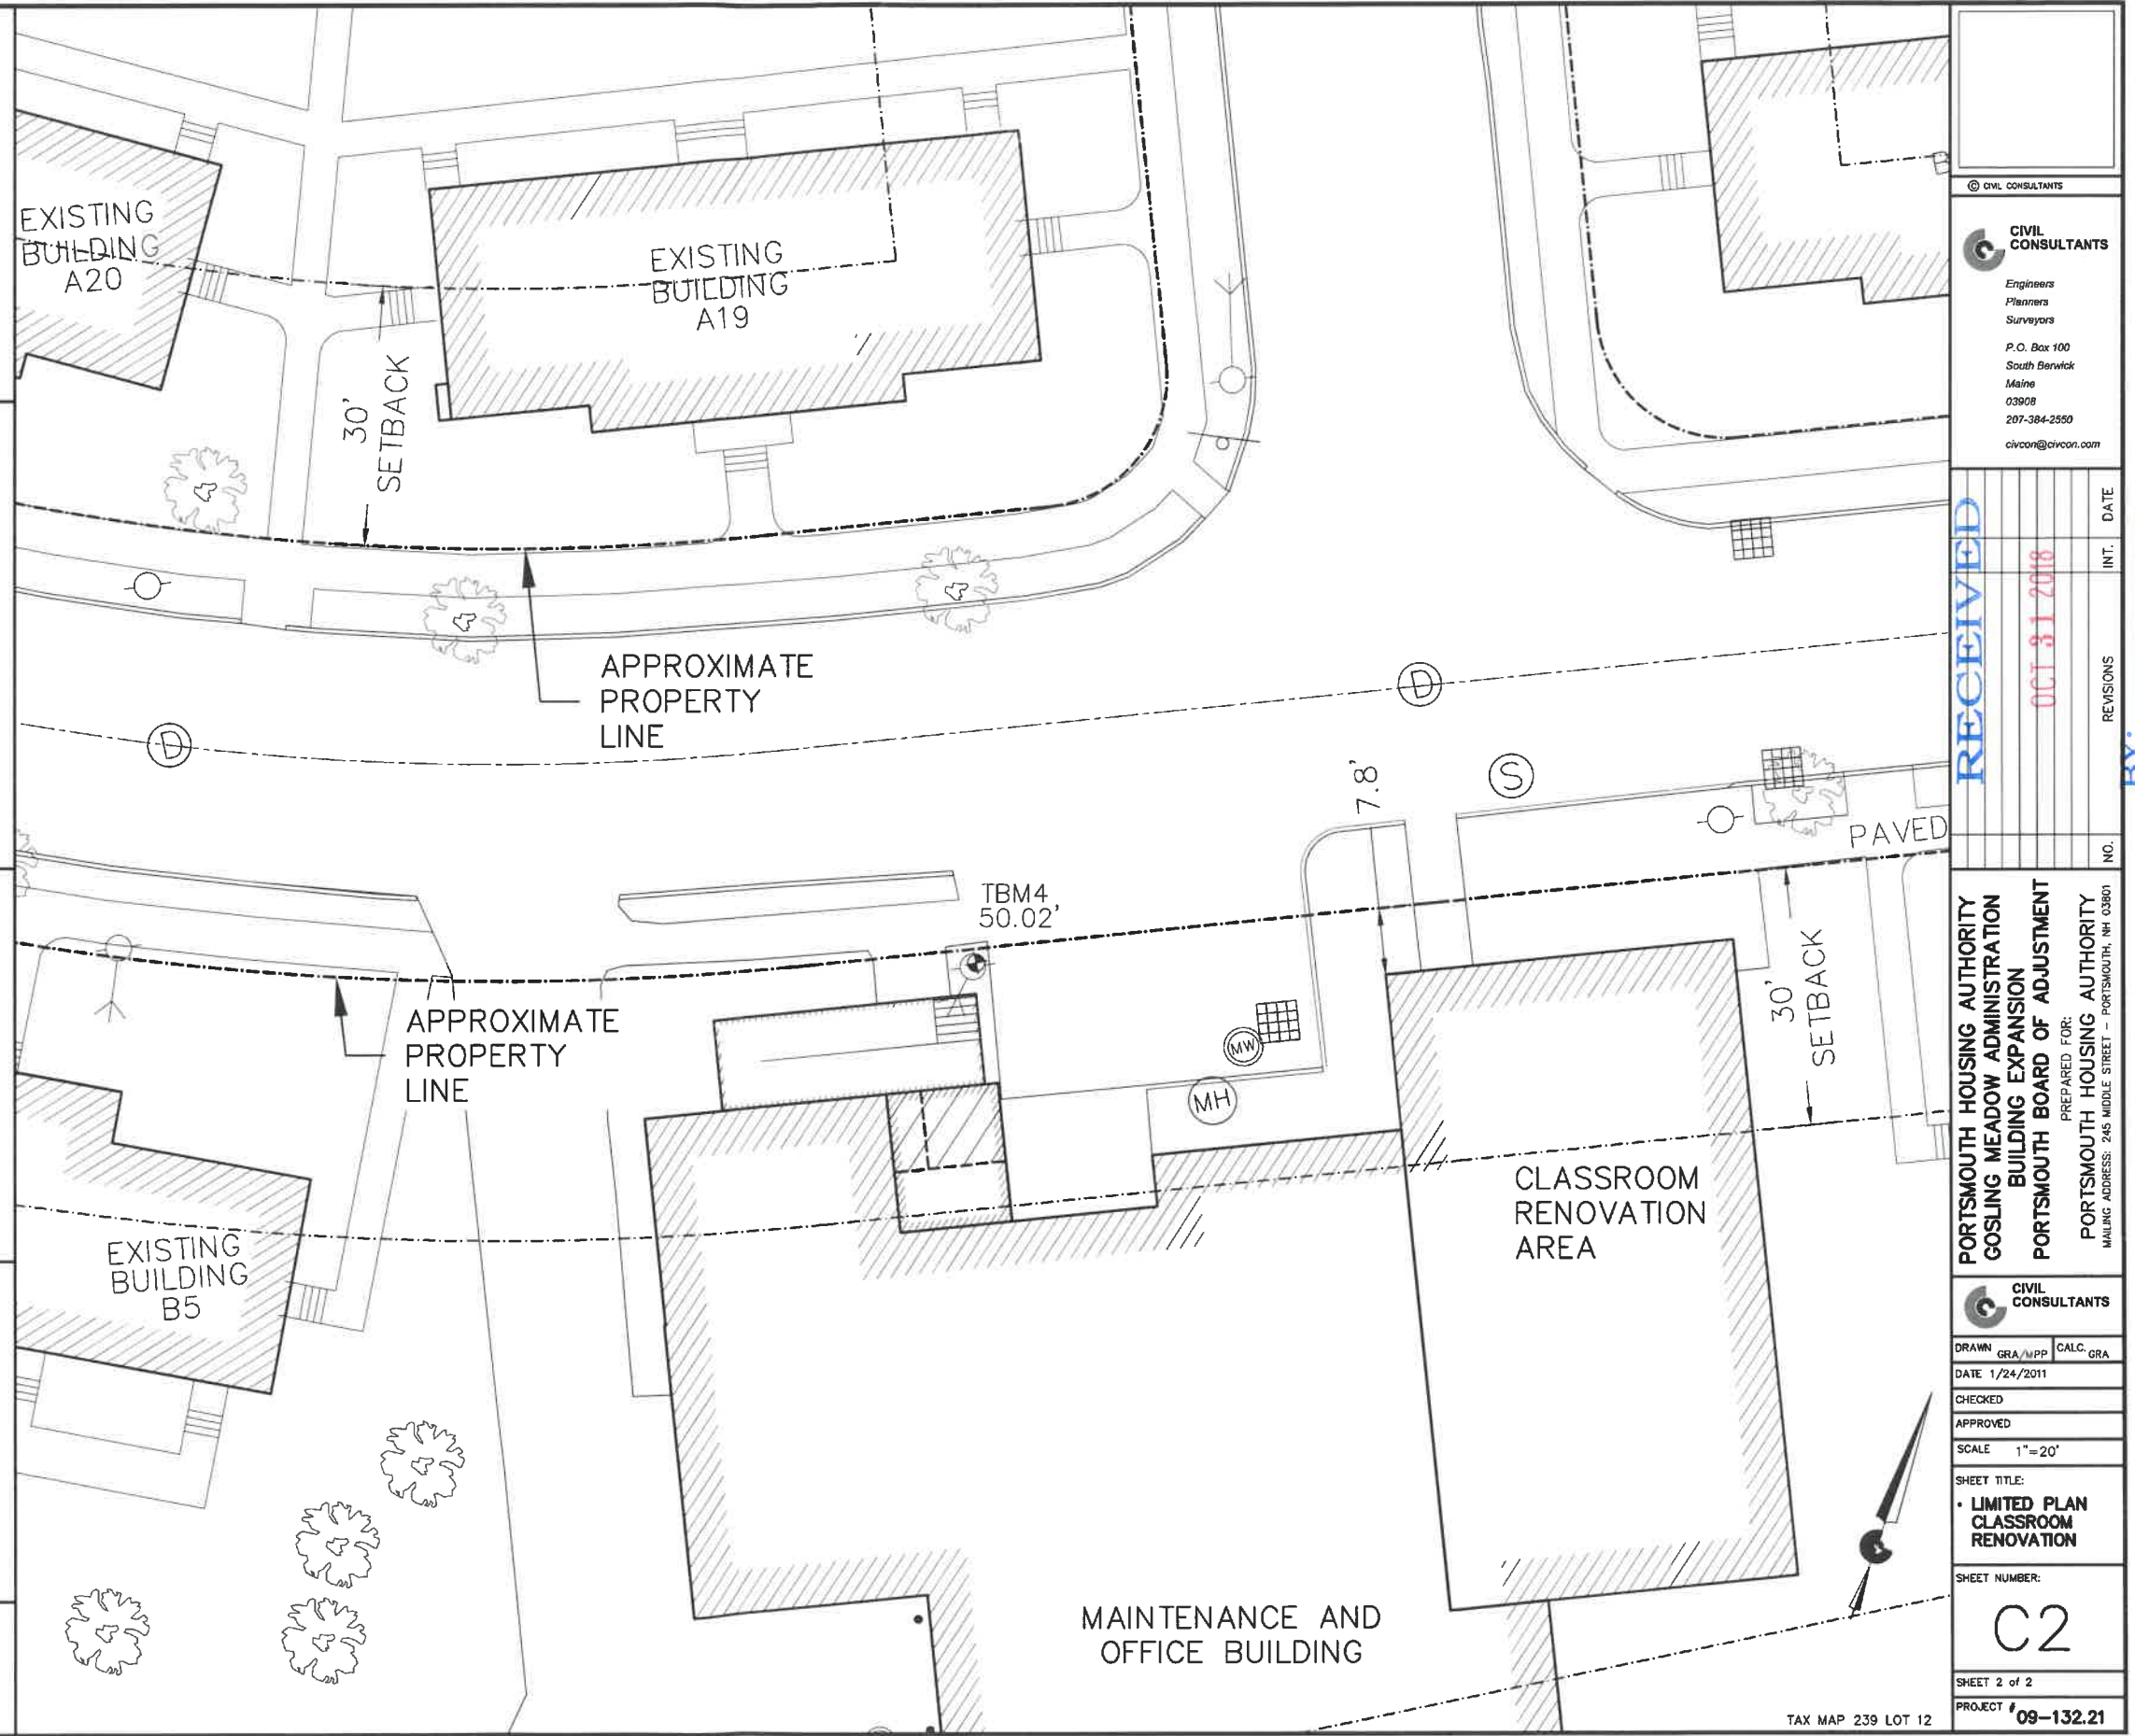 EXISTING
BUILDING
A20
EXISTING
BUILDING
A19
30'
SETBACK
APPROXIMATE
PROPERTY
LINE
D
D
S
7.8'
PAVED
TBM4
50.02'
APPROXIMATE
PROPERTY
LINE
MW
MH
30'
SETBACK
EXISTING
BUILDING
B5
CLASSROOM
RENOVATION
AREA
MAINTENANCE AND
OFFICE BUILDING
TAX MAP 239 LOT 12
© CIVIL CONSULTANTS
CIVIL
CONSULTANTS
Engineers
Planners
Surveyors
P.O. Box 100
South Berwick
Maine
03908
207-384-2550
civcon@civcon.com
RECEIVED
OCT 31 2018
BY:
NO.
REVISIONS
INT.
DATE
PORTSMOUTH HOUSING AUTHORITY
GOSLING MEADOW ADMINISTRATION
BUILDING EXPANSION
PORTSMOUTH BOARD OF ADJUSTMENT
PREPARED FOR:
PORTSMOUTH HOUSING AUTHORITY
MAILING ADDRESS: 245 MIDDLE STREET - PORTSMOUTH, NH 03801
CIVIL
CONSULTANTS
DRAWN GRA/MPP CALC. GRA
DATE 1/24/2011
CHECKED
APPROVED
SCALE 1"=20'
SHEET TITLE:
• LIMITED PLAN
CLASSROOM
RENOVATION
SHEET NUMBER:
C2
SHEET 2 of 2
PROJECT # 09-132.21